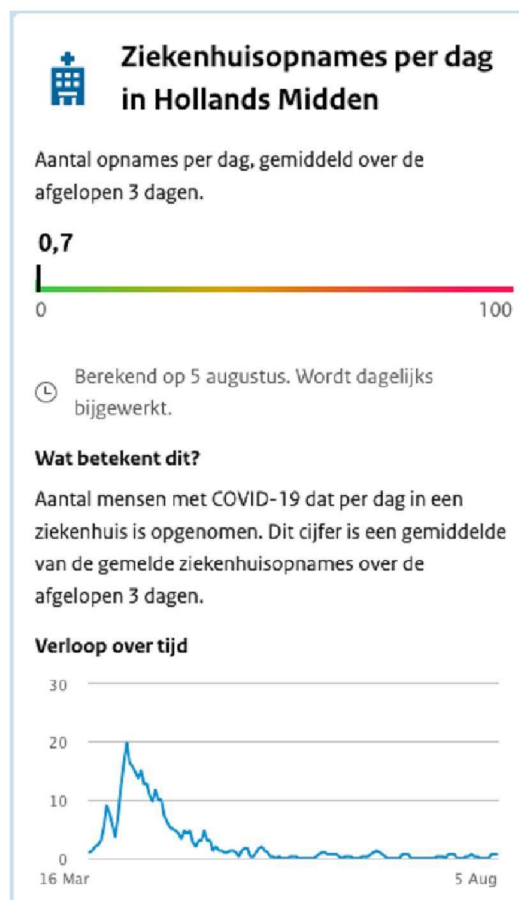 Ziekenhuisopnames per dag
in Hollands Midden
Aantal opnames per dag, gemiddeld over de
afgelopen 3 dagen.
0,7
0 100
Berekend op 5 augustus. Wordt dagelijks
bijgewerkt.
Wat betekent dit?
Aantal mensen met COVID-19 dat per dag in een
ziekenhuis is opgenomen. Dit cijfer is een gemiddelde
van de gemelde ziekenhuisopnames over de
afgelopen 3 dagen.
Verloop over tijd
30
20
10
0
16 Mar 5 Aug